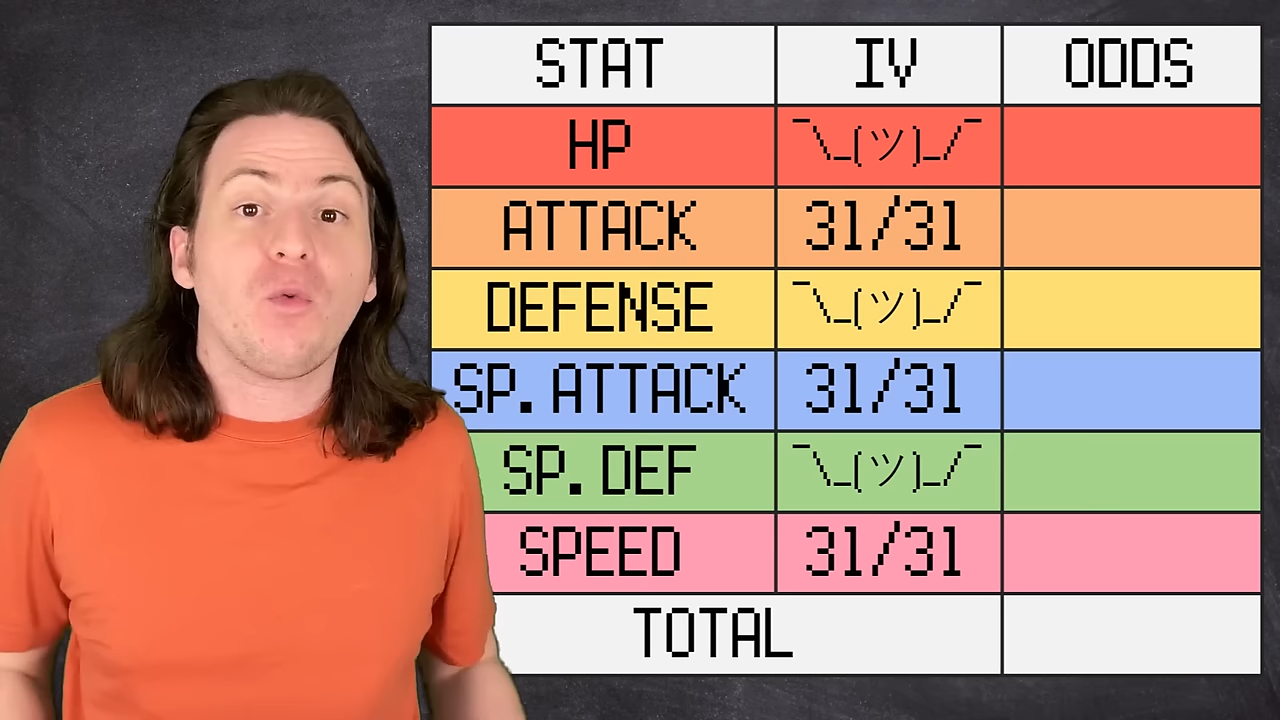 STAT IV ODDS
HP ¯\_(ツ)_/¯
ATTACK 31/31
DEFENSE ¯\_(ツ)_/¯
SP. ATTACK 31/31
SP. DEF ¯\_(ツ)_/¯
SPEED 31/31
TOTAL